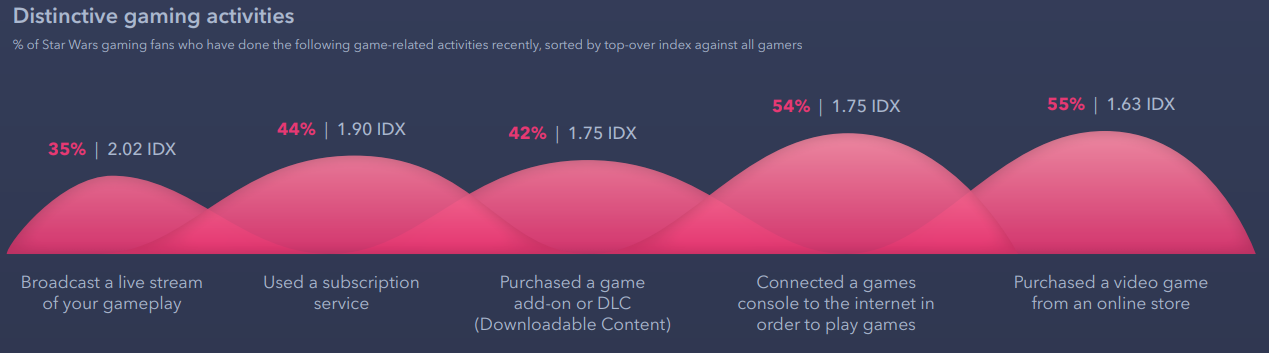 Distinctive gaming activities
% of Star Wars gaming fans who have done the following game-related activities recently, sorted by top-over index against all gamers
35% | 2.02 IDX
44% | 1.90 IDX
42% | 1.75 IDX
54% | 1.75 IDX
55% | 1.63 IDX
Broadcast a live stream
of your gameplay
Used a subscription
service
Purchased a game
add-on or DLC
(Downloadable Content)
Connected a games
console to the internet in
order to play games
Purchased a video game
from an online store